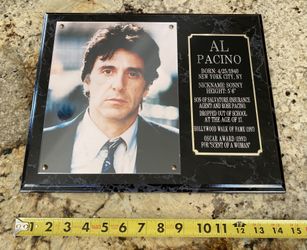 AL
PACINO
BORN: 4/25/1940
NEW YORK CITY, NY
NICKNAME: SONNY
HEIGHT: 5' 6"
SON OF SALVATORE (INSURANCE
AGENT) AND ROSE PACINO.
DROPPED OUT OF SCHOOL
AT THE AGE OF 17.
HOLLYWOOD WALK OF FAME
OSCAR AWARD (1992)
FOR "SCENT OF A WOMAN"
1 2 3 4 5 6 7 8 9 10 11 12 13 14 15